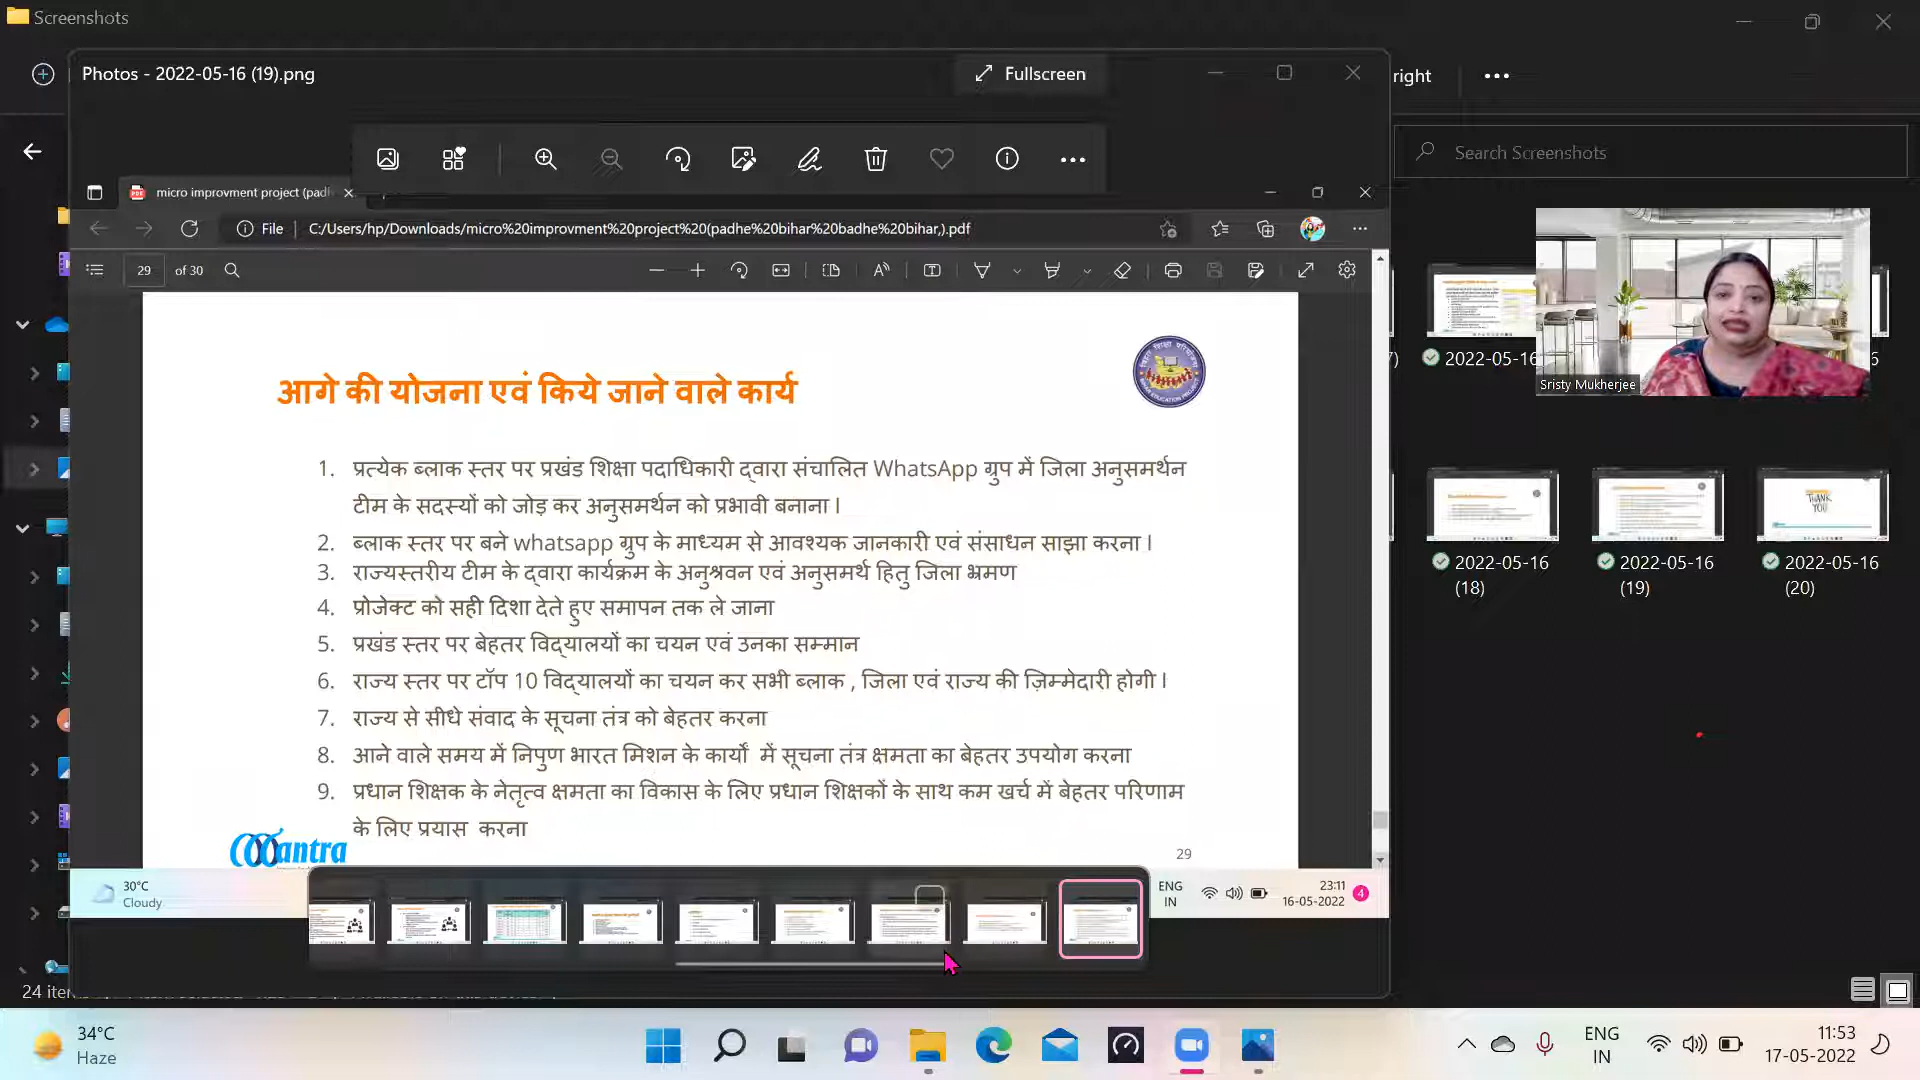 Screenshots
Photos - 2022-05-16 (19).png
Fullscreen
right
Search Screenshots
micro improvment project (padh
File
C:/Users/hp/Downloads/micro%20improvment%20project%20(padhe%20bihar%20badhe%20bihar,).pdf
29 of 30
आगे की योजना एवं किये जाने वाले कार्य
1. प्रत्येक ब्लाक स्तर पर प्रखंड शिक्षा पदाधिकारी द्वारा संचालित WhatsApp ग्रुप में जिला अनुसमर्थन
टीम के सदस्यों को जोड़ कर अनुसमर्थन को प्रभावी बनाना l
2. ब्लाक स्तर पर बने whatsapp ग्रुप के माध्यम से आवश्यक जानकारी एवं संसाधन साझा करना l
3. राज्यस्तरीय टीम के द्वारा कार्यक्रम के अनुश्रवन एवं अनुसमर्थ हितु जिला भ्रमण
4. प्रोजेक्ट को सही दिशा देते हुए समापन तक ले जाना
5. प्रखंड स्तर पर बेहतर विद्यालयों का चयन एवं उनका सम्मान
6. राज्य स्तर पर टॉप 10 विद्यालयों का चयन कर सभी ब्लाक , जिला एवं राज्य की ज़िम्मेदारी होगी l
7. राज्य से सीधे संवाद के सूचना तंत्र को बेहतर करना
8. आने वाले समय में निपुण भारत मिशन के कार्यों में सूचना तंत्र क्षमता का बेहतर उपयोग करना
9. प्रधान शिक्षक के नेतृत्व क्षमता का विकास के लिए प्रधान शिक्षकों के साथ कम खर्च में बेहतर परिणाम
के लिए प्रयास करना
Mantra
29
30°C
Cloudy
ENG
IN
23:11
16-05-2022
4
Sristy Mukherjee
2022-05-16
2022-05-16
(18)
2022-05-16
(19)
THANK
YOU
2022-05-16
(20)
24
34°C
Haze
ENG
IN
11:53
17-05-2022